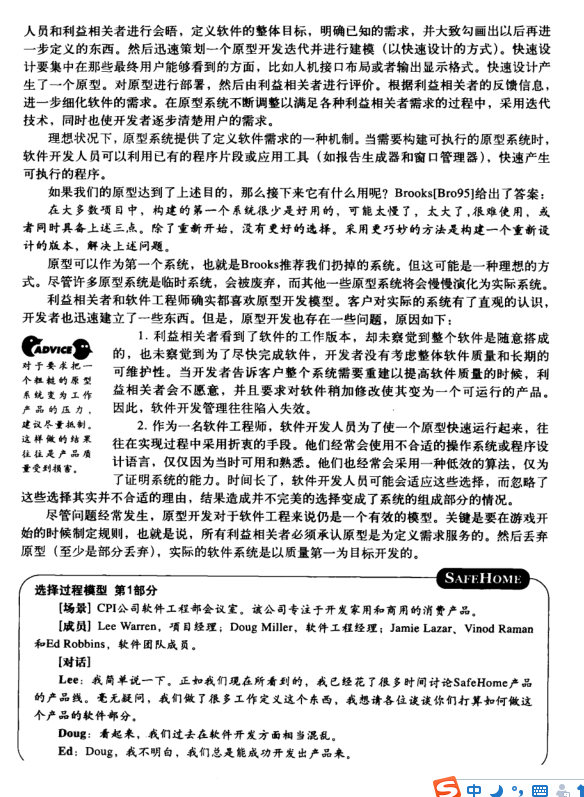 人员和利益相关者进行会晤，定义软件的整体目标，明确已知的需求，并大致勾画出以后再进
一步定义的东西。然后迅速策划一个原型开发迭代并进行建模（以快速设计的方式）。快速设
计要集中在那些最终用户能够看到的方面，比如人机接口布局或者输出显示格式。快速设计产
生了一个原型。对原型进行部署，然后由利益相关者进行评价。根据利益相关者的反馈信息，
进一步细化软件的需求。在原型系统不断调整以满足各种利益相关者需求的过程中，采用迭代
技术，同时也使开发者逐步清楚用户的需求。
理想状况下，原型系统提供了定义软件需求的一种机制。当需要构建可执行的原型系统时，
软件开发人员可以利用已有的程序片段或应用工具（如报告生成器和窗口管理器），快速产生
可执行的程序。
如果我们的原型达到了上述目的，那么接下来它有什么用呢？Brooks[Bro95]给出了答案：
在大多数项目中，构建的第一个系统很少是好用的，可能太慢了，太大了，很难使用，或
者同时具备上述三点。除了重新开始，没有更好的选择。采用更巧妙的方法是构建一个重新设
计的版本，解决上述问题。
原型可以作为第一个系统，也就是Brooks推荐我们扔掉的系统。但这可能是一种理想的方
式。尽管许多原型系统是临时系统，会被废弃，而其他一些原型系统将会慢慢演化为实际系统。
利益相关者和软件工程师确实都喜欢原型开发模型。客户对实际的系统有了直观的认识，
开发者也迅速建立了一些东西。但是，原型开发也存在一些问题，原因如下：
ADVICE
对于要求把一
个粗糙的原型
系统变为工作
产品的压力，
建议尽量抵制。
这样做的结果
往往是产品质
量受到损害。
1. 利益相关者看到了软件的工作版本，却未察觉到整个软件是随意搭成
的，也未察觉到为了尽快完成软件，开发者没有考虑整体软件质量和长期的
可维护性。当开发者告诉客户整个系统需要重建以提高软件质量的时候，利
益相关者会不愿意，并且要求对软件稍加修改使其变为一个可运行的产品。
因此，软件开发管理往往陷入失效。
2. 作为一名软件工程师，软件开发人员为了使一个原型快速运行起来，往
往在实现过程中采用折衷的手段。他们经常会使用不合适的操作系统或程序设
计语言，仅仅因为当时可用和熟悉。他们也经常会采用一种低效的算法，仅为
了证明系统的能力。时间长了，软件开发人员可能会适应这些选择，而忽略了
这些选择其实并不合适的理由，结果造成并不完美的选择变成了系统的组成部分的情况。
尽管问题经常发生，原型开发对于软件工程来说仍是一个有效的模型。关键是要在游戏开
始的时候制定规则，也就是说，所有利益相关者必须承认原型是为定义需求服务的。然后丢弃
原型（至少是部分丢弃），实际的软件系统是以质量第一为目标开发的。
SAFEHOME
选择过程模型 第1部分
[场景] CPI公司软件工程部会议室。该公司专注于开发家用和商用的消费产品。
[成员] Lee Warren，项目经理；Doug Miller，软件工程经理；Jamie Lazar、Vinod Raman
和Ed Robbins，软件团队成员。
[对话]
Lee：我简单说一下。正如我们现在所看到的，我已经花了很多时间讨论SafeHome产品
的产品线。毫无疑问，我们做了很多工作定义这个东西，我想请各位谈谈你们打算如何做这
个产品的软件部分。
Doug：看起来，我们过去在软件开发方面相当混乱。
Ed：Doug，我不明白，我们总是能成功开发出产品来。
中